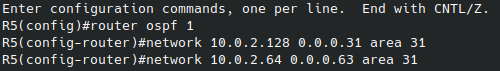 Enter configuration commands, one per line.  End with CNTL/Z.
R5(config)#router ospf 1
R5(config-router)#network 10.0.2.128 0.0.0.31 area 31
R5(config-router)#network 10.0.2.64 0.0.0.63 area 31